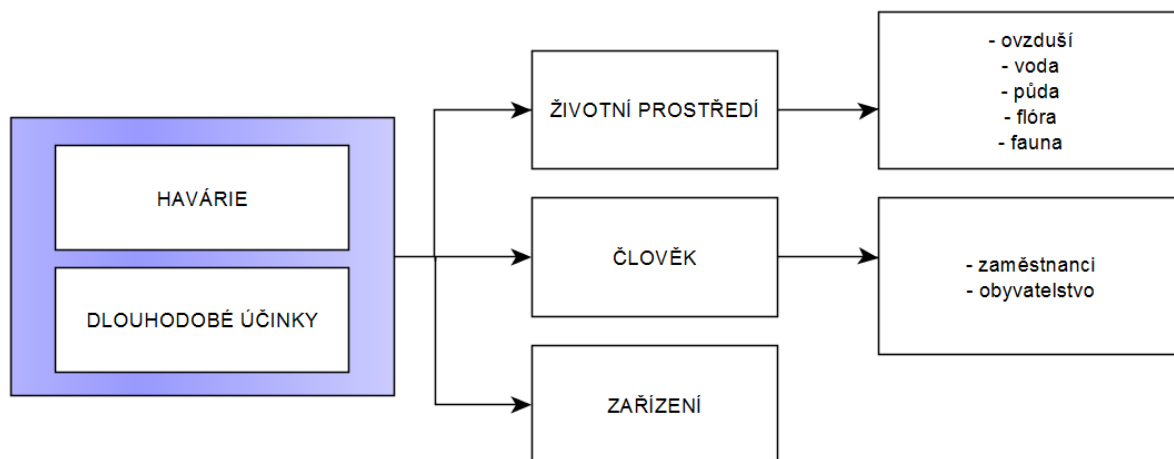 HAVÁRIE
DLOUHODOBÉ ÚČINKY
ŽIVOTNÍ PROSTŘEDÍ
ČLOVĚK
ZAŘÍZENÍ
- ovzduší
- voda
- půda
- flóra
- fauna
- zaměstnanci
- obyvatelstvo